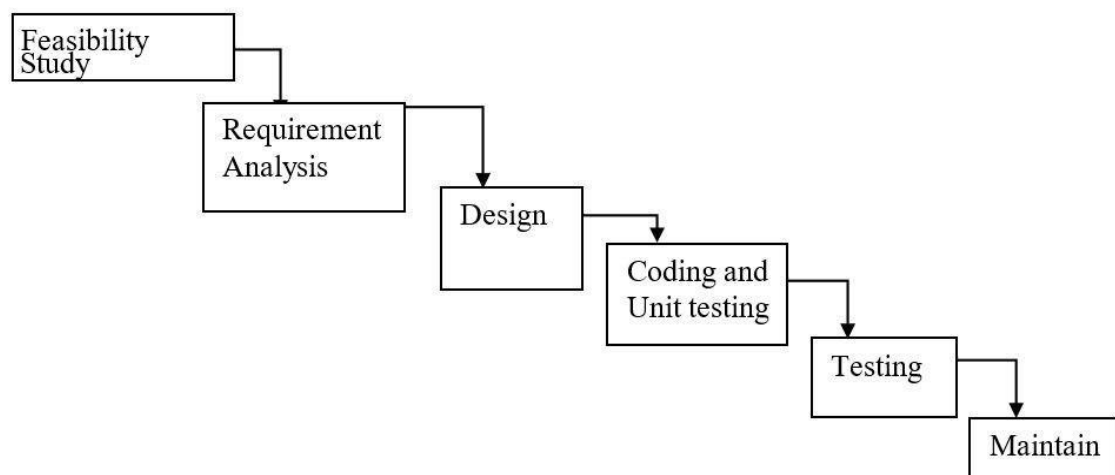 Feasibility
Study
Requirement
Analysis
Design
Coding and
Unit testing
Testing
Maintain